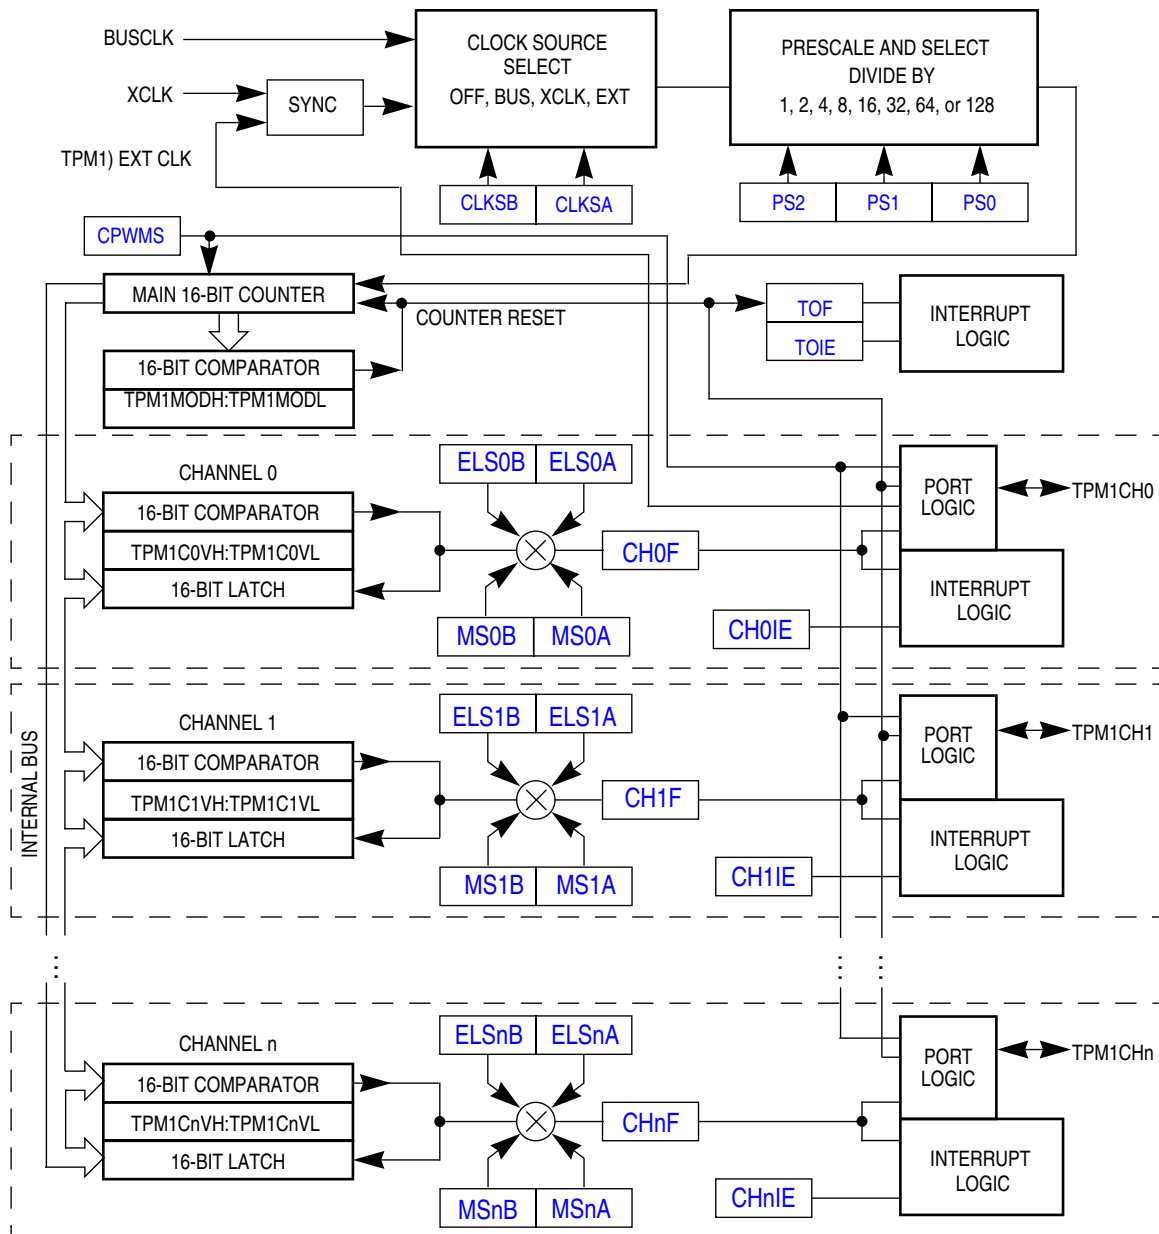 BUSCLK
XCLK
SYNC
TPM1) EXT CLK
CLOCK SOURCE
SELECT
OFF, BUS, XCLK, EXT
CLKSB
CLKSA
PRESCALE AND SELECT
DIVIDE BY
1, 2, 4, 8, 16, 32, 64, or 128
PS2
PS1
PS0
CPWMS
MAIN 16-BIT COUNTER
COUNTER RESET
16-BIT COMPARATOR
TPM1MODH:TPM1MODL
TOF
TOIE
INTERRUPT
LOGIC
INTERNAL BUS
CHANNEL 0
16-BIT COMPARATOR
TPM1C0VH:TPM1C0VL
16-BIT LATCH
ELS0B
ELS0A
MS0B
MS0A
CH0F
CH0IE
PORT
LOGIC
INTERRUPT
LOGIC
TPM1CH0
CHANNEL 1
16-BIT COMPARATOR
TPM1C1VH:TPM1C1VL
16-BIT LATCH
ELS1B
ELS1A
MS1B
MS1A
CH1F
CH1IE
PORT
LOGIC
INTERRUPT
LOGIC
TPM1CH1
CHANNEL n
16-BIT COMPARATOR
TPM1CnVH:TPM1CnVL
16-BIT LATCH
ELSnB
ELSnA
MSnB
MSnA
CHnF
CHnIE
PORT
LOGIC
INTERRUPT
LOGIC
TPM1CHn